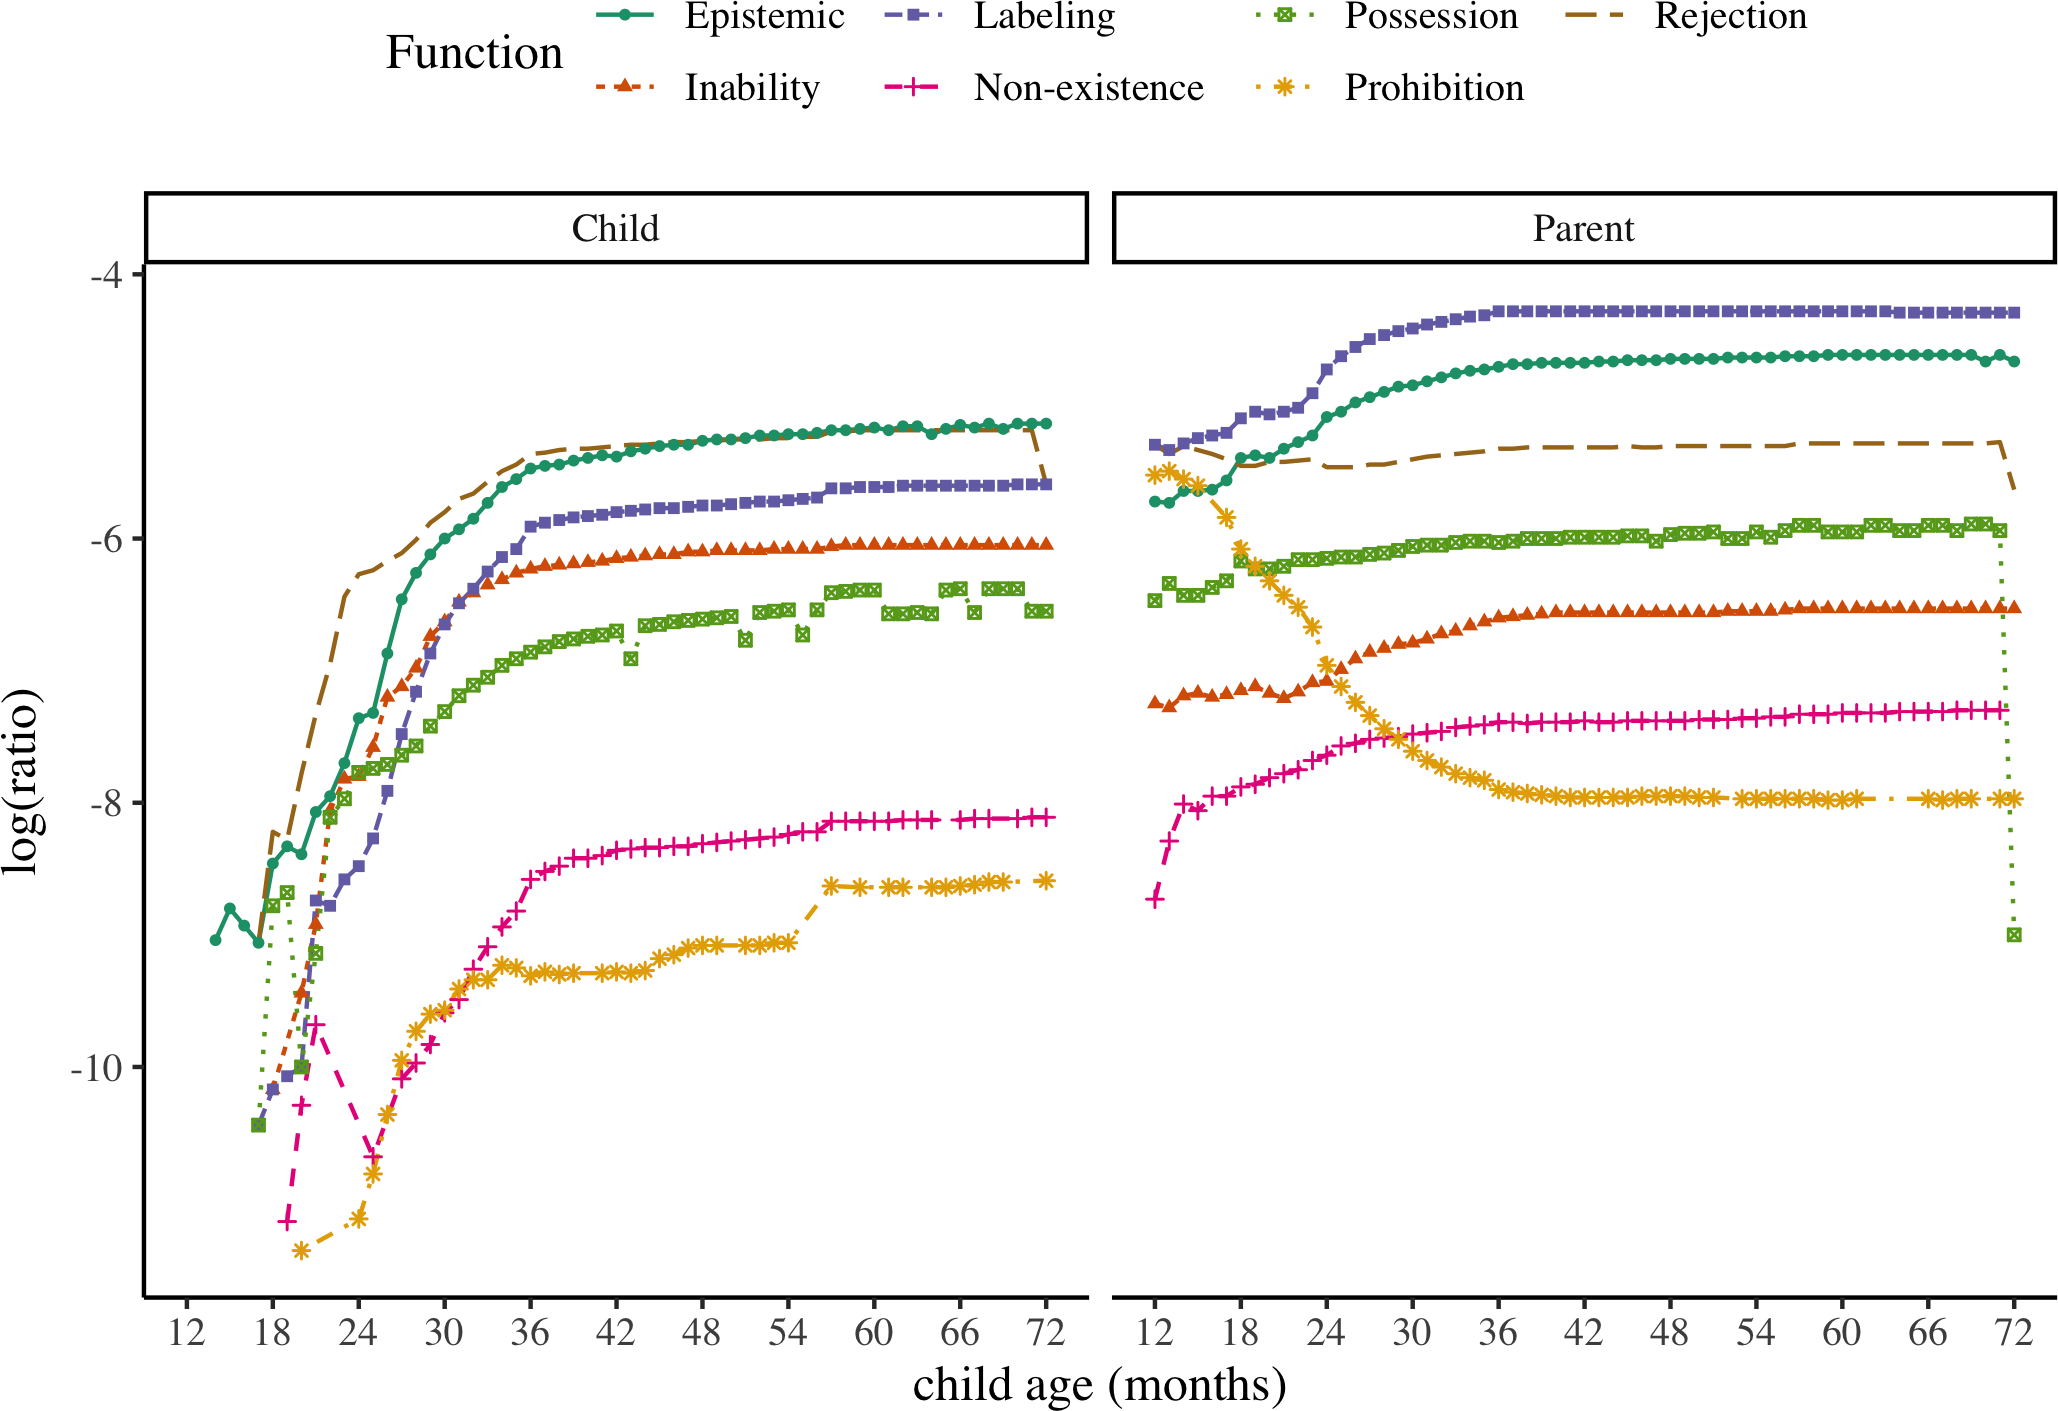 Function
Epistemic Labeling Possession Rejection
Inability Non-existence Prohibition
Child Parent
-4
-6
-8
-10
log(ratio)
12 18 24 30 36 42 48 54 60 66 72 12 18 24 30 36 42 48 54 60 66 72
child age (months)